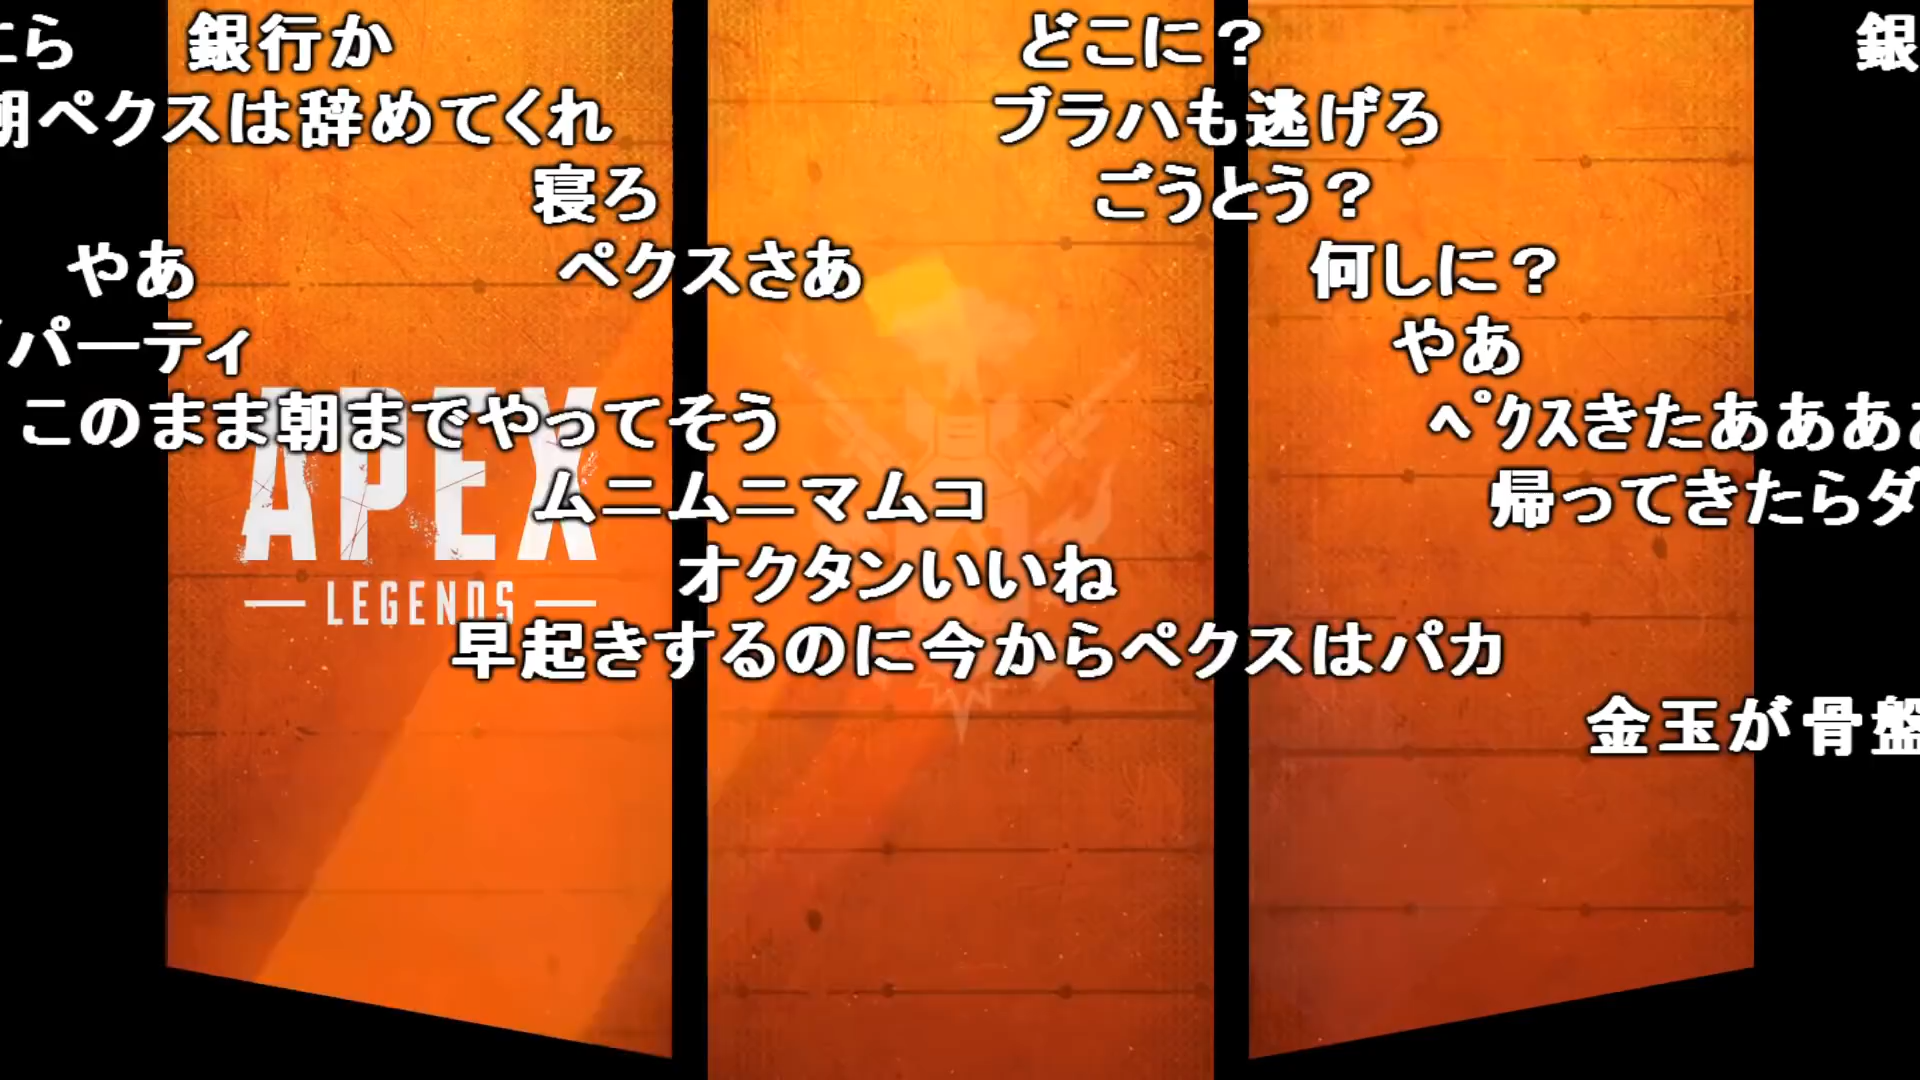 こら
銀行か
どこに？
銀
朝ペクスは辞めてくれ
ブラハも逃げろ
寝ろ
ごうとう？
やあ
ペクスさあ
何しに？
パーティ
やあ
このまま朝までやってそう
ﾍﾟｸｽきたあああ
APEX
ムニムニマムコ
帰ってきたらダ
オクタンいいね
LEGENDS
早起きするのに今からペクスはパカ
金玉が骨盤